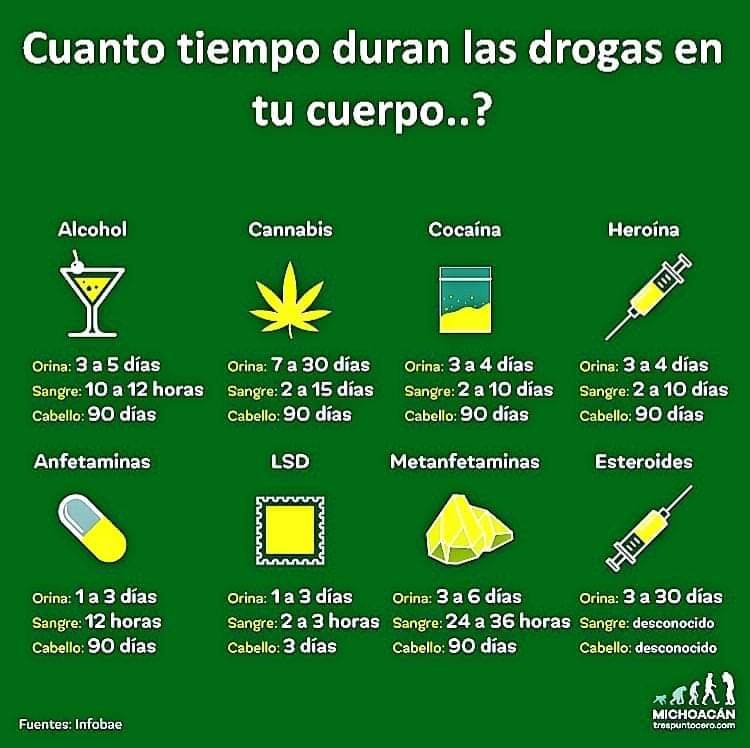 Cuanto tiempo duran las drogas en
tu cuerpo..?
Alcohol
Orina: 3 a 5 días
Sangre: 10 a 12 horas
Cabello: 90 días
Cannabis
Orina: 7 a 30 días
Sangre: 2 a 15 días
Cabello: 90 días
Cocaína
Orina: 3 a 4 días
Sangre: 2 a 10 días
Cabello: 90 días
Heroína
Orina: 3 a 4 días
Sangre: 2 a 10 días
Cabello: 90 días
Anfetaminas
Orina: 1 a 3 días
Sangre: 12 horas
Cabello: 90 días
LSD
Orina: 1 a 3 días
Sangre: 2 a 3 horas
Cabello: 3 días
Metanfetaminas
Orina: 3 a 6 días
Sangre: 24 a 36 horas
Cabello: 90 días
Esteroides
Orina: 3 a 30 días
Sangre: desconocido
Cabello: desconocido
Fuentes: Infobae
MICHOACÁN
trespuntocero.com